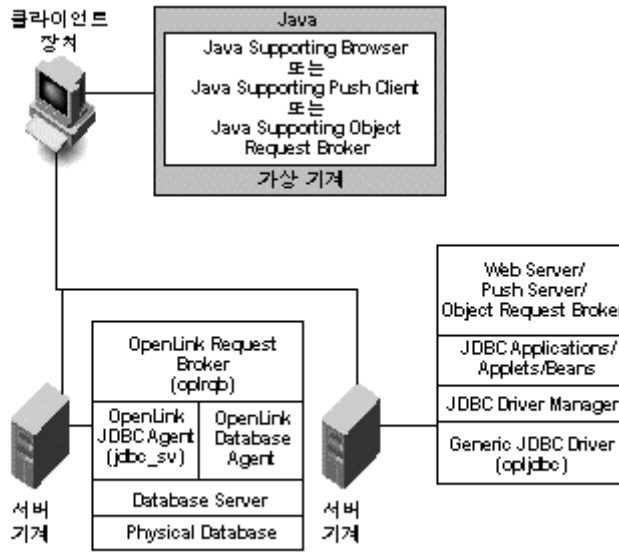 클라이언트
장치
Java
Java Supporting Browser
또는
Java Supporting Push Client
또는
Java Supporting Object
Request Broker
가상 기계
Web Server/
Push Server/
Object Request Broker
JDBC Applications/
Applets/Beans
JDBC Driver Manager
Generic JDBC Driver
(opljdbc)
OpenLink Request
Broker
(oplrqb)
OpenLink
JDBC Agent
(jdbc_sv)
OpenLink
Database
Agent
Database Server
Physical Database
서버
기계
서버
기계